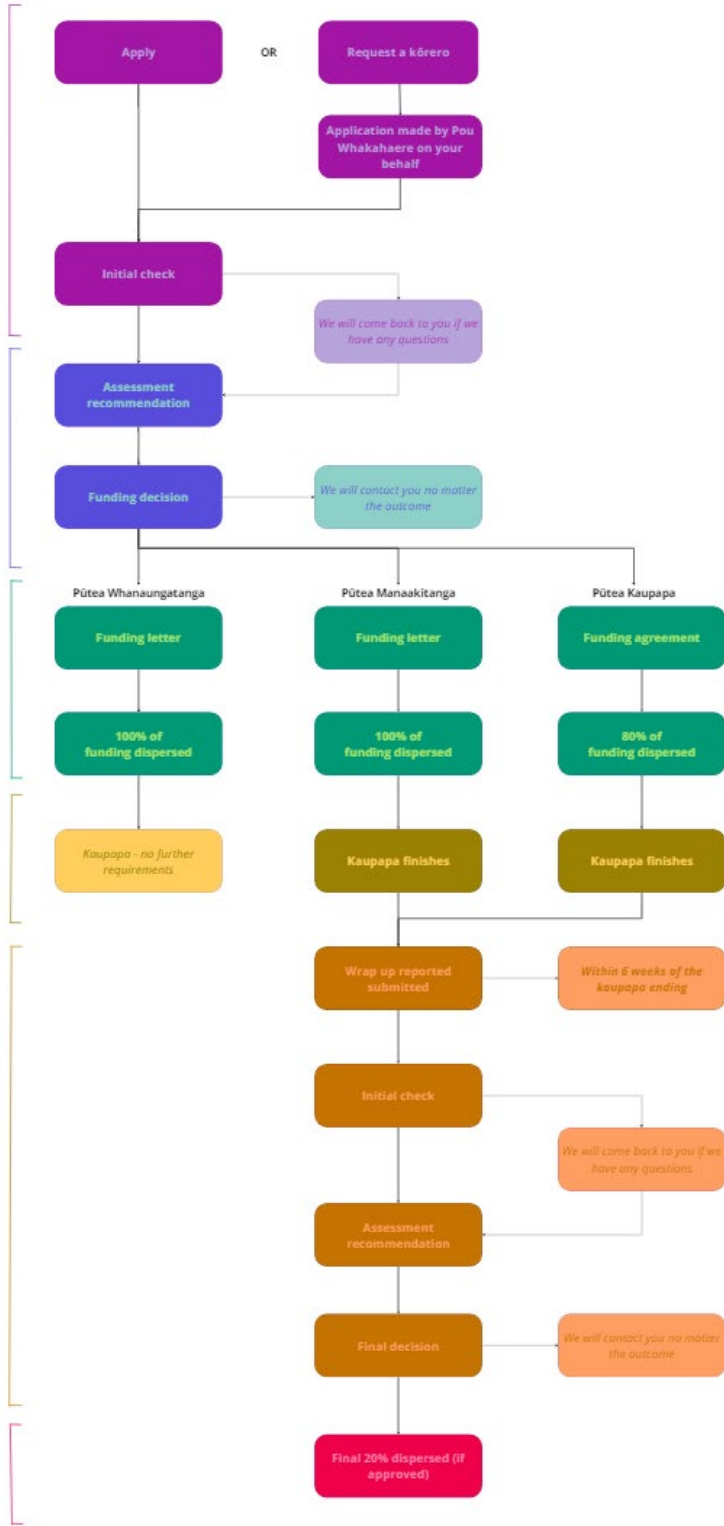 Apply
OR
Request a kōrero
Application made by Pou
Whakahaere on your
behalf
Initial check
We will come back to you if we
have any questions
Assessment
recommendation
Funding decision
We will contact you no matter
the outcome
Pūtea Whanaungatanga
Pūtea Manaakitanga
Pūtea Kaupapa
Funding letter
Funding letter
Funding agreement
100% of
funding dispersed
100% of
funding dispersed
80% of
funding dispersed
Kaupapa - no further
requirements
Kaupapa finishes
Kaupapa finishes
Wrap up reported
submitted
Within 6 weeks of the
kaupapa ending
Initial check
We will come back to you if we
have any questions
Assessment
recommendation
Final decision
We will contact you no matter
the outcome
Final 20% dispersed (if
approved)